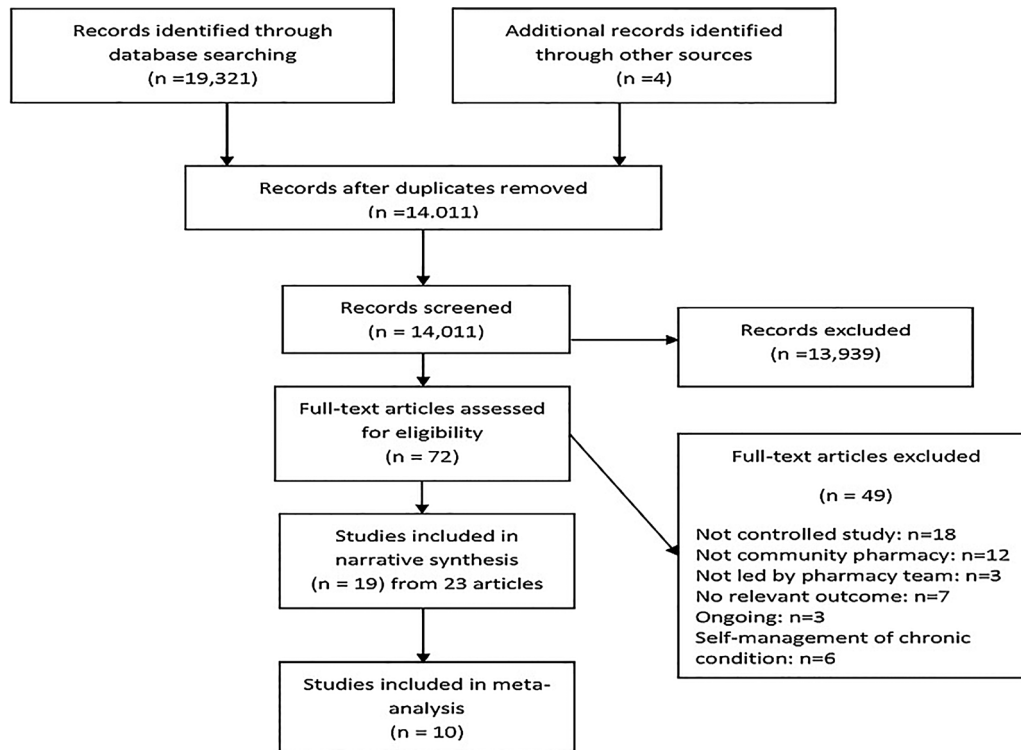 Records identified through
database searching
(n =19,321)
Additional records identified
through other sources
(n =4)
Records after duplicates removed
(n =14,011)
Records screened
(n = 14,011)
Records excluded
(n =13,939)
Full-text articles assessed
for eligibility
(n = 72)
Full-text articles excluded
(n = 49)
Not controlled study: n=18
Not community pharmacy: n=12
Not led by pharmacy team: n=3
No relevant outcome: n=7
Ongoing: n=3
Self-management of chronic
condition: n=6
Studies included in
narrative synthesis
(n = 19) from 23 articles
Studies included in meta-
analysis
(n = 10)